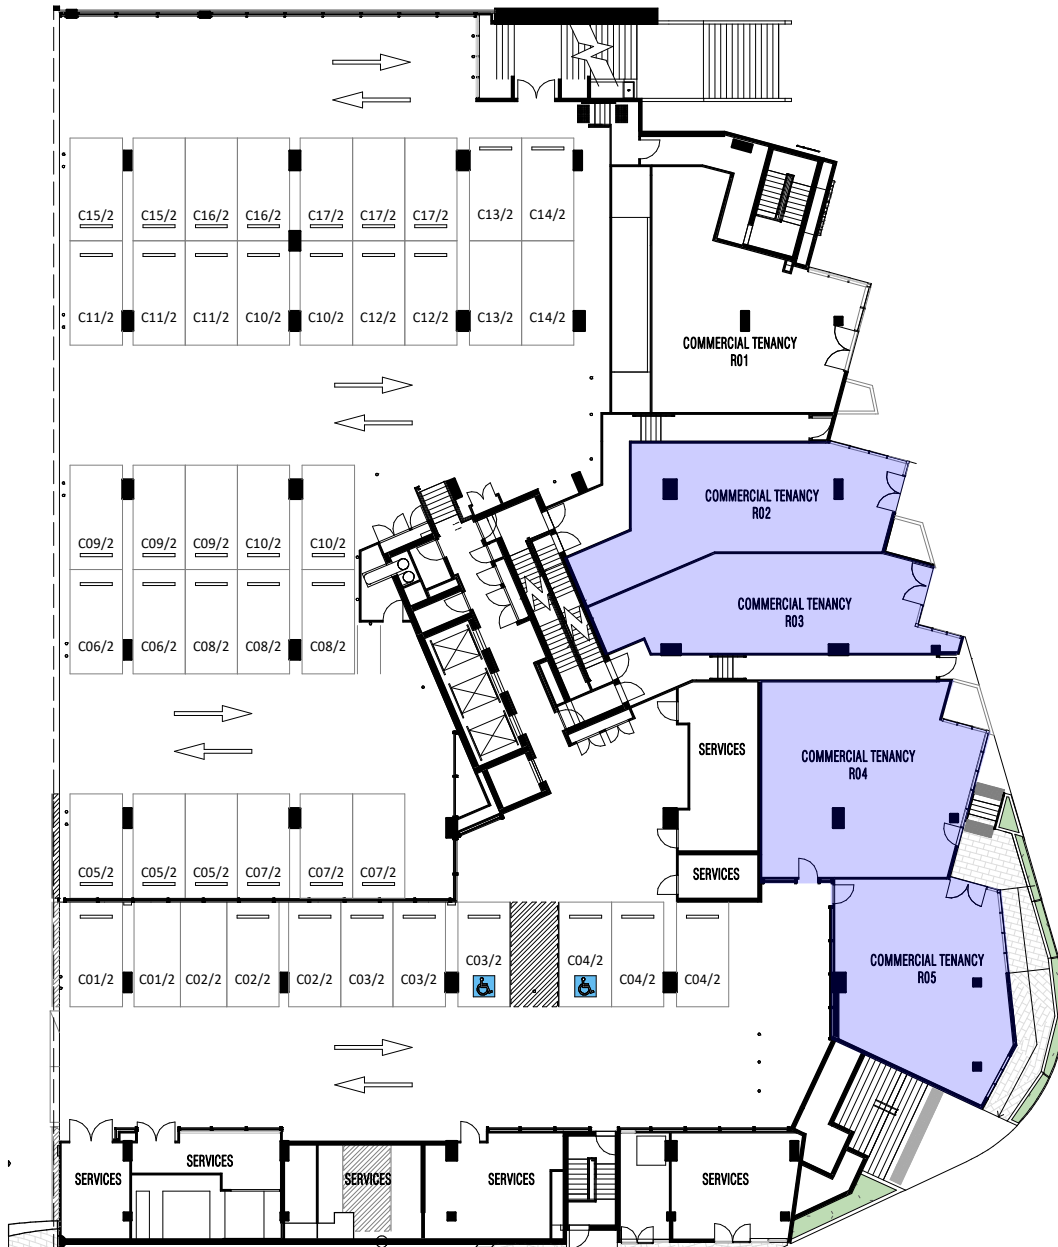 C15/2 C15/2 C16/2 C16/2 C17/2 C17/2 C17/2 C13/2 C14/2
C11/2 C11/2 C11/2 C10/2 C10/2 C12/2 C12/2 C13/2 C14/2
COMMERCIAL TENANCY
R01
COMMERCIAL TENANCY
R02
C09/2 C09/2 C09/2 C10/2 C10/2
COMMERCIAL TENANCY
R03
C06/2 C06/2 C08/2 C08/2 C08/2
SERVICES
COMMERCIAL TENANCY
R04
C05/2 C05/2 C05/2 C07/2 C07/2 C07/2
SERVICES
C01/2 C01/2 C02/2 C02/2 C02/2 C03/2 C03/2 C03/2 C04/2 C04/2 C04/2
COMMERCIAL TENANCY
R05
SERVICES
SERVICES
SERVICES
SERVICES
SERVICES